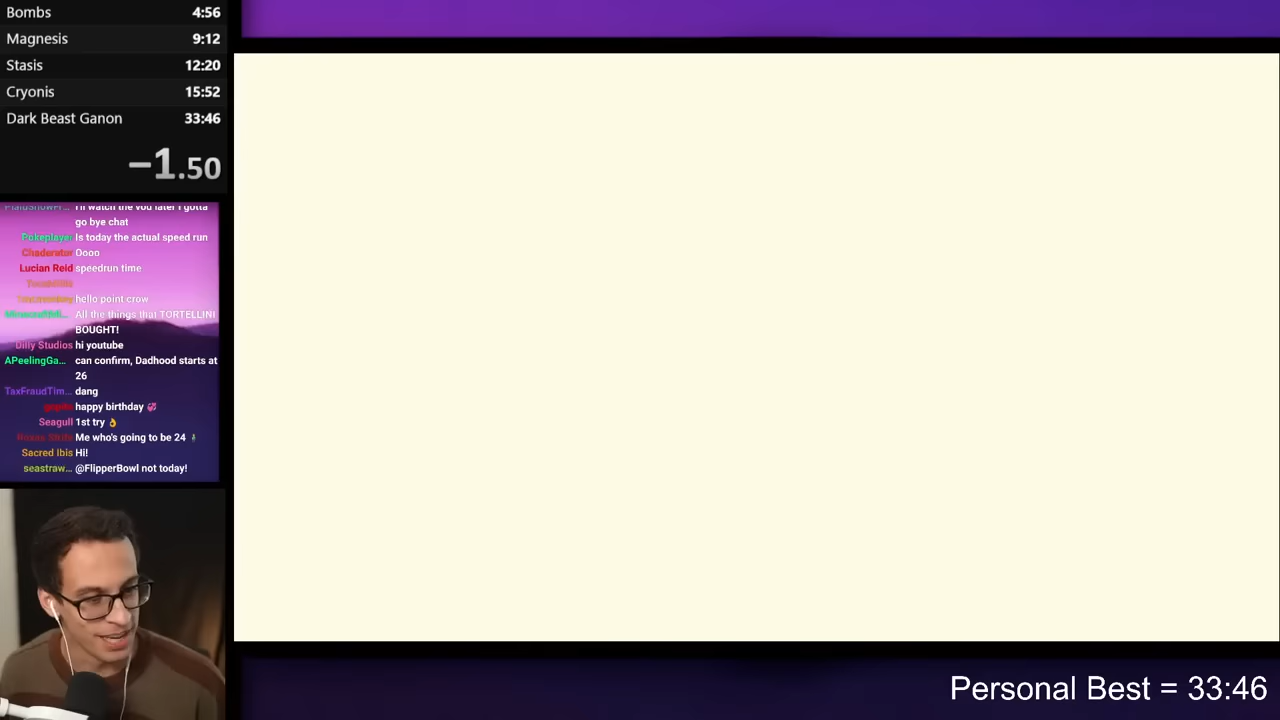 Bombs 4:56
Magnesis 9:12
Stasis 12:20
Cryonis 15:52
Dark Beast Ganon 33:46
−1.50
I'll watch the vod later I gotta
go bye chat
Pokeplayer Is today the actual speed run
Chaderator Oooo
Lucian Reid speedrun time
hello point crow
All the things that TORTELLINI
BOUGHT!
Dilly Studios hi youtube
APeelingGa... can confirm, Dadhood starts at
26
TaxFraudTim... dang
happy birthday 💞
Seagull 1st try 👌
Me who's going to be 24
Sacred Ibis Hi!
seastraw... @FlipperBowl not today!
Personal Best = 33:46